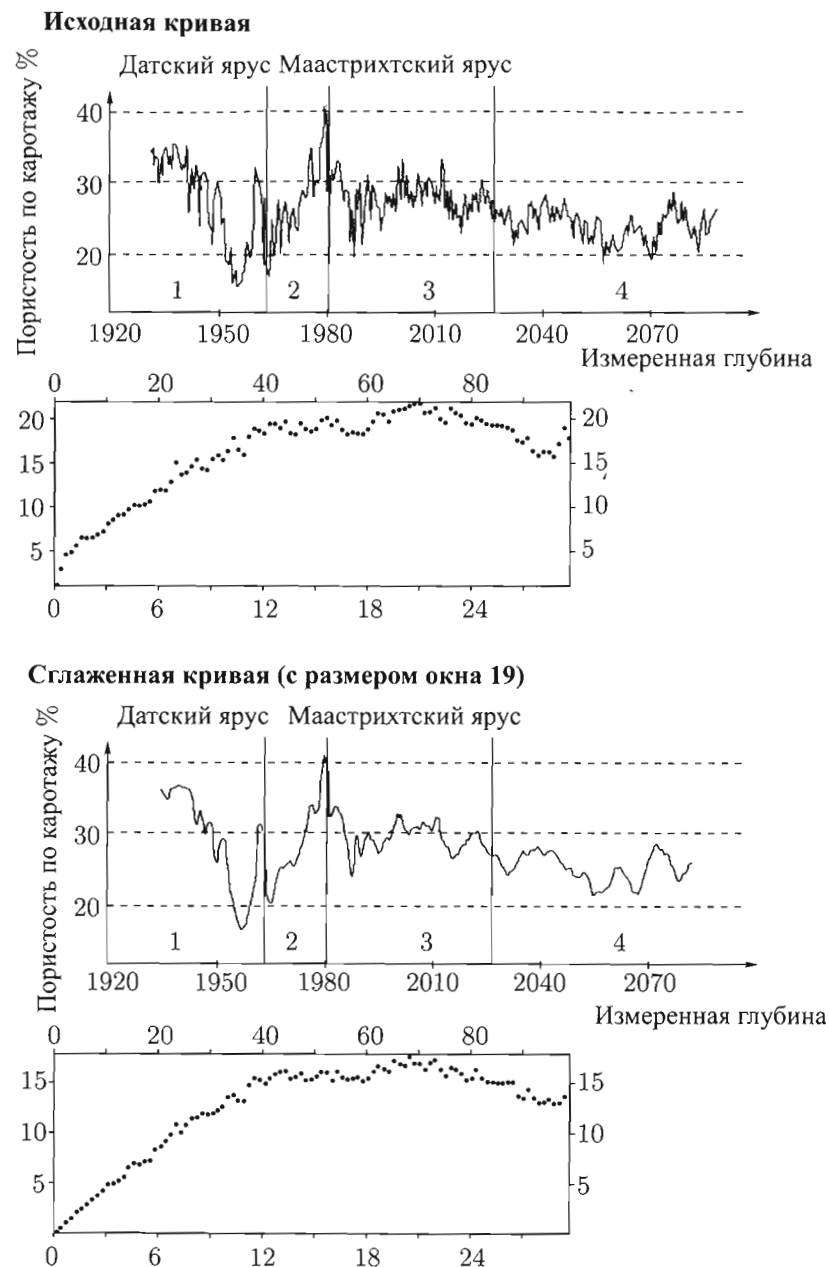 Исходная кривая
Пористость по каротажу %
Датский ярус Маастрихтский ярус
40
30
20
1 2 3 4
1920 1950 1980 2010 2040 2070
Измеренная глубина
0 20 40 60 80
20 20
15 15
10 10
5 5
0 6 12 18 24
Сглаженная кривая (с размером окна 19)
Пористость по каротажу %
Датский ярус Маастрихтский ярус
40
30
20
1 2 3 4
1920 1950 1980 2010 2040 2070
Измеренная глубина
0 20 40 60 80
15 15
10 10
5 5
0 6 12 18 24